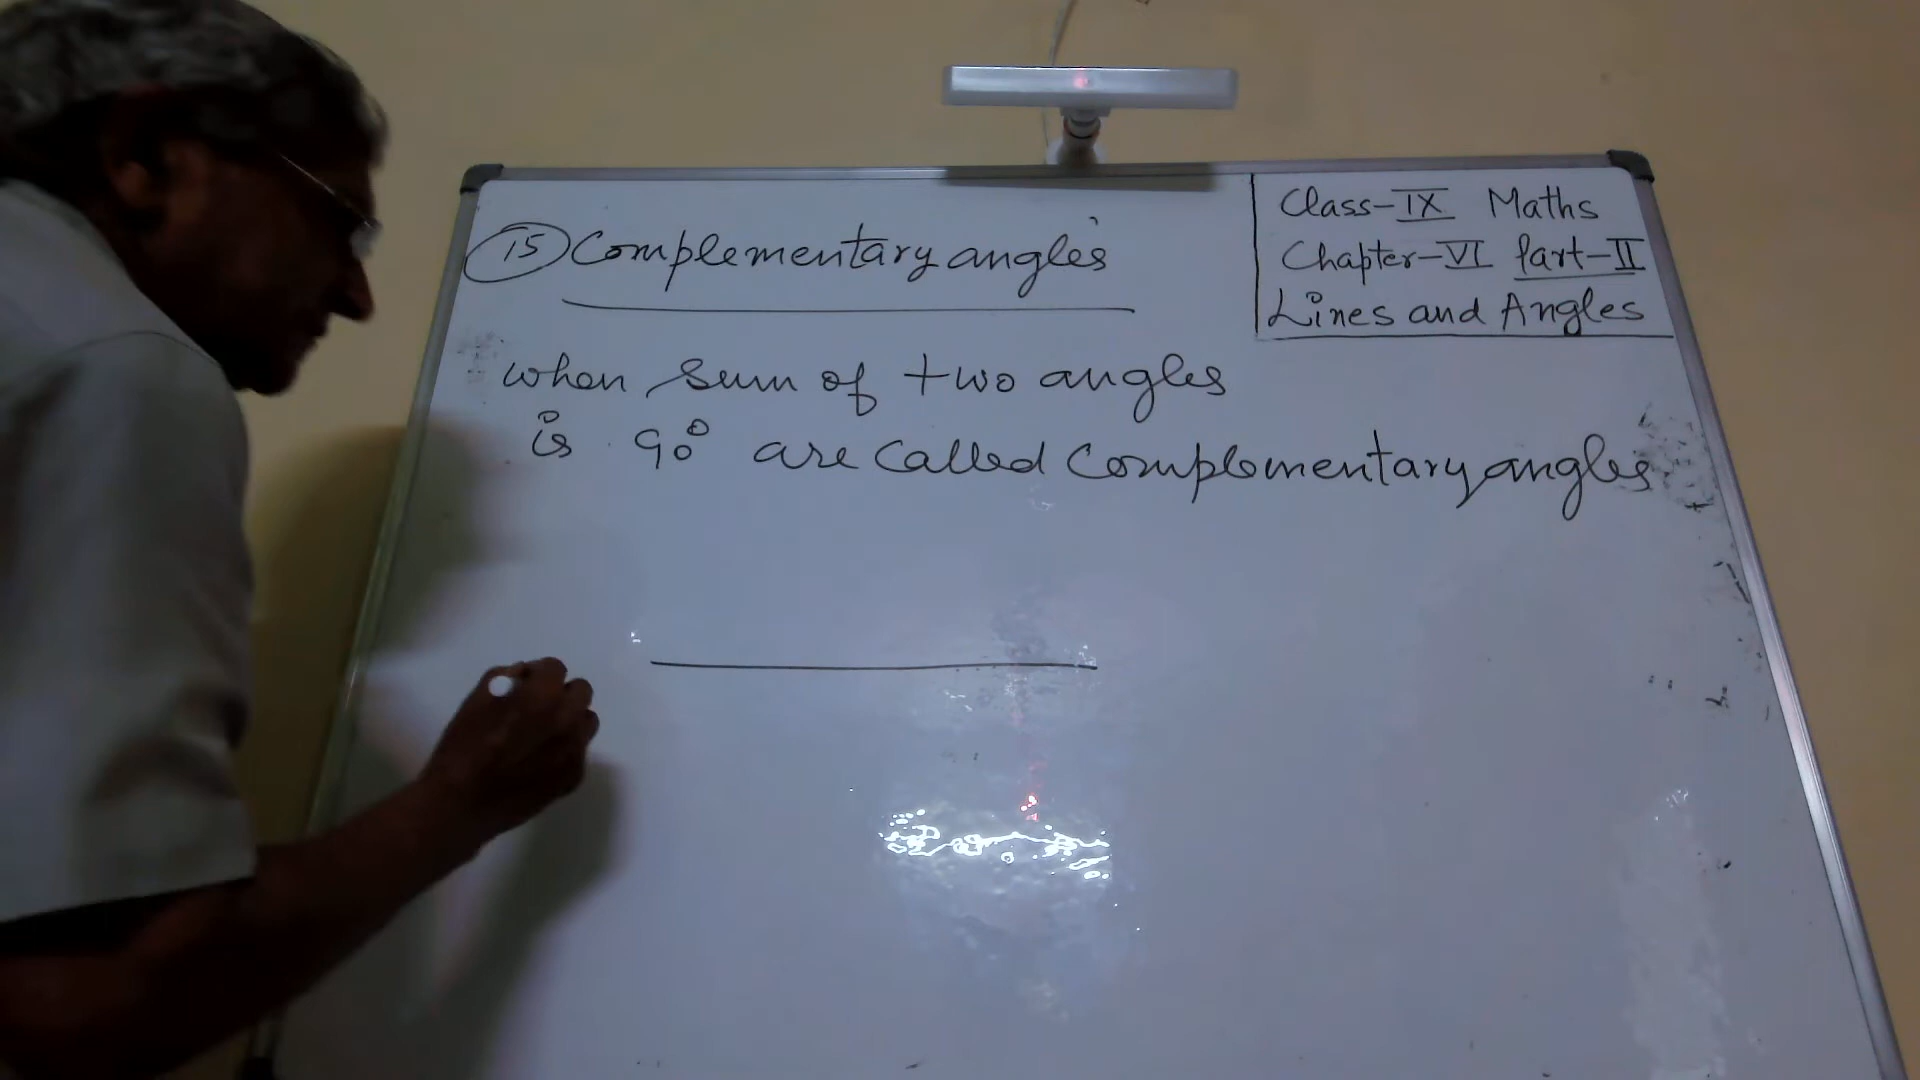 Class-IX Maths
Chapter-VI Part-II
Lines and Angles
15 Complementary angles
when sum of two angles
is 90° are called Complementary angles